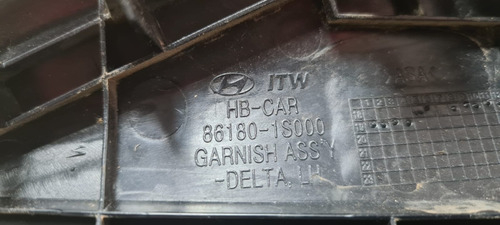 ITW
HB-CAR
86180-1S000
GARNISH ASS'Y
-DELTA, LH